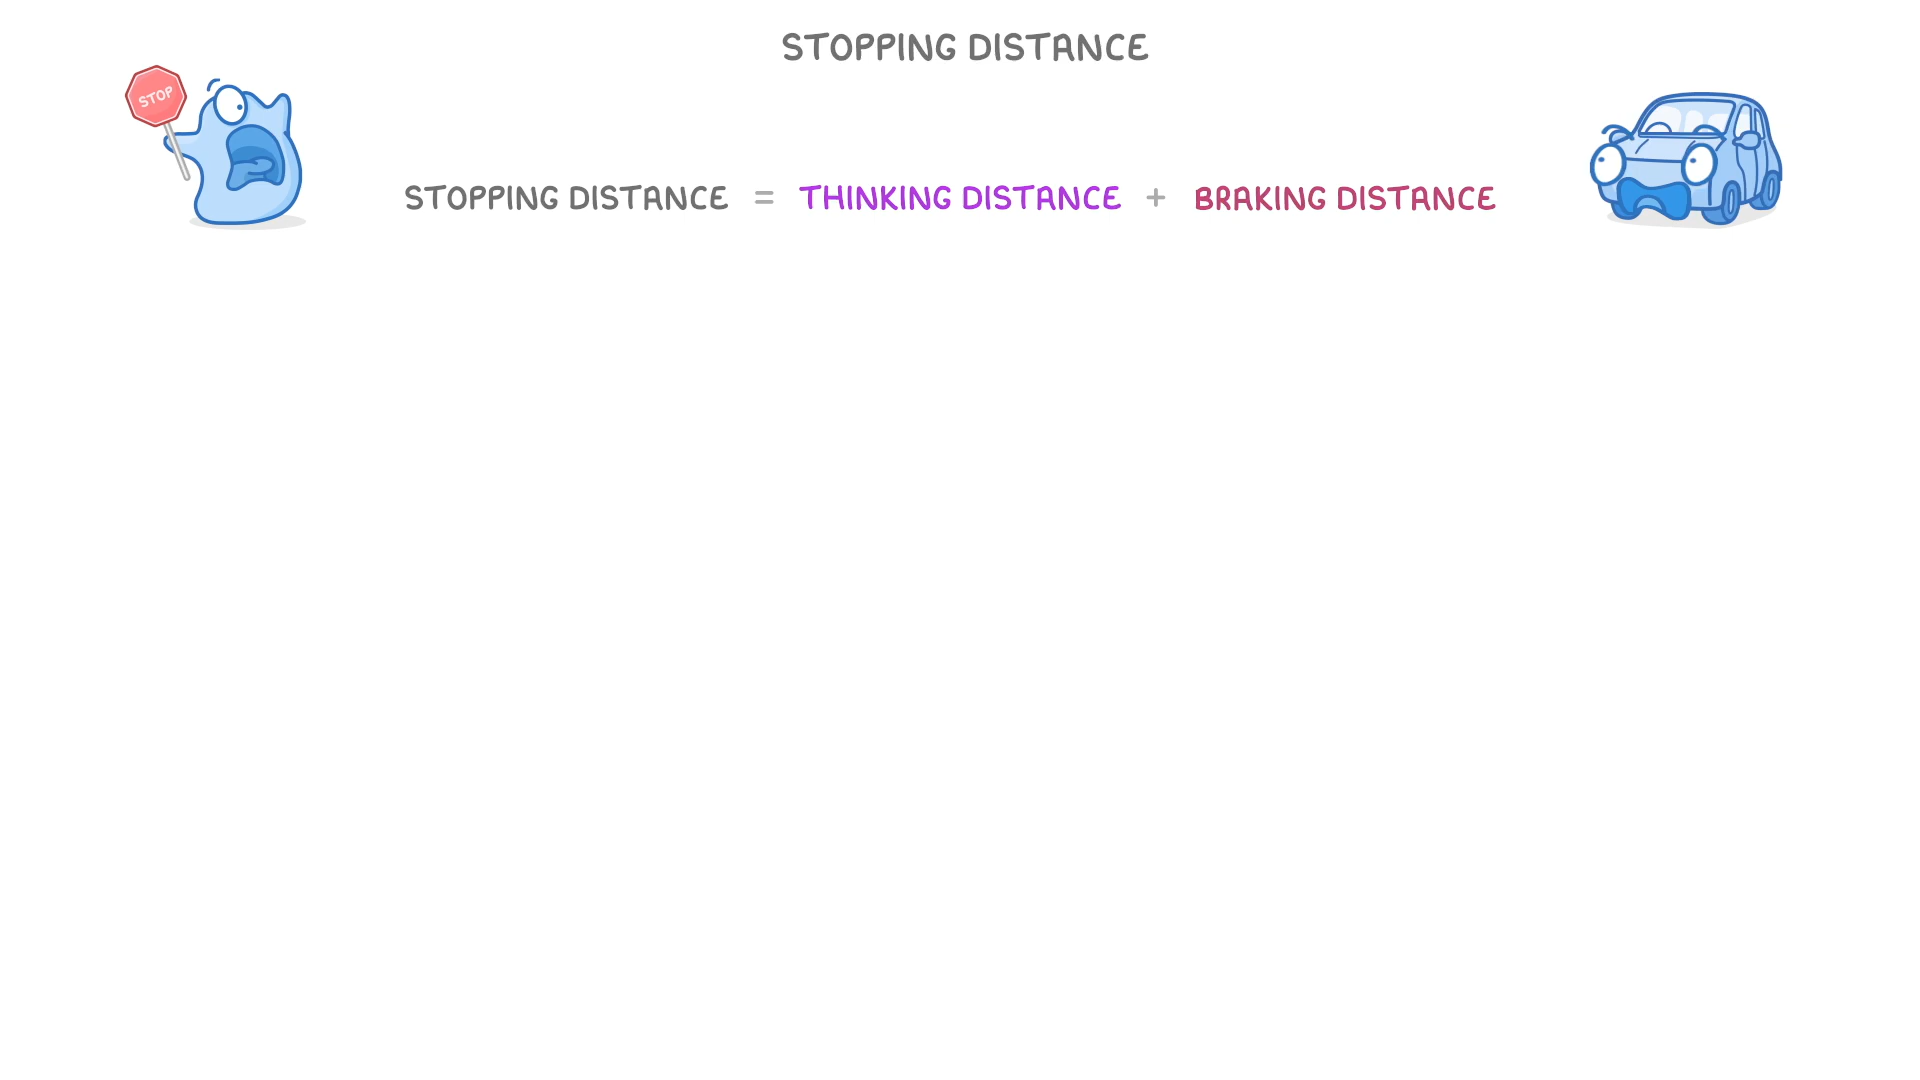 STOPPING DISTANCE
STOP
STOPPING DISTANCE = THINKING DISTANCE + BRAKING DISTANCE